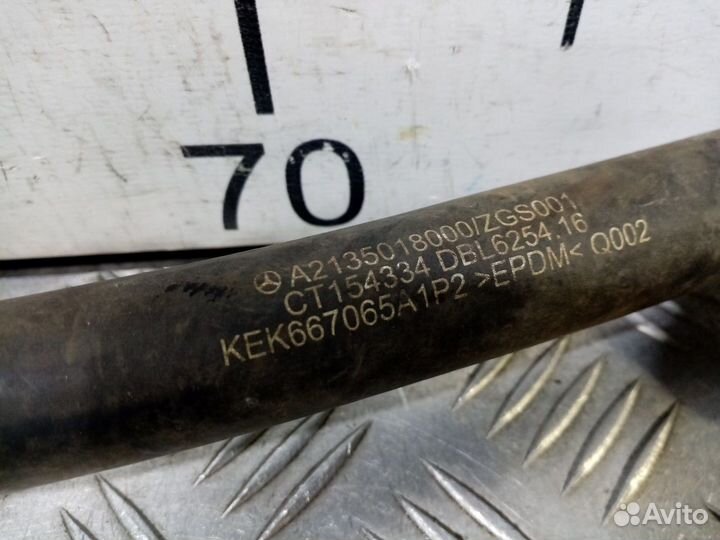 70
A2135018000/ZGS001
CT154334 DBL6254.16
KEK667065A1P2 >EPDM< Q002
Avito